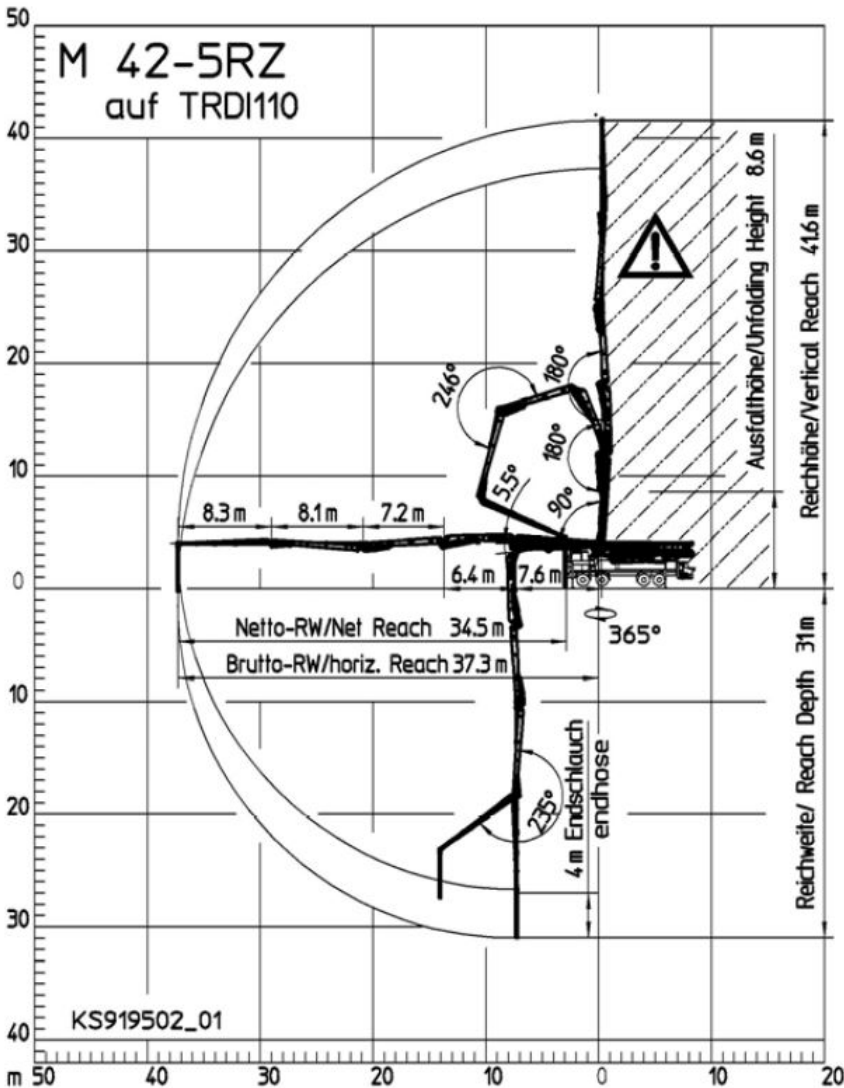 50
M 42-5RZ
auf TRDI110
40
30
20
10
0
10
20
30
40
Ausfalthöhe/Unfolding Height 8.6 m
Reichhöhe/Vertical Reach 41.6 m
!
246°
180°
180°
5.5°
90°
8.3 m
8.1 m
7.2 m
6.4 m
7.6 m
Netto-RW/Net Reach 34.5 m
365°
Brutto-RW/horiz. Reach 37.3 m
235°
4 m Endschlauch
endhose
Reichweite/ Reach Depth 31m
KS919502_01
m 50 40 30 20 10 0 10 20